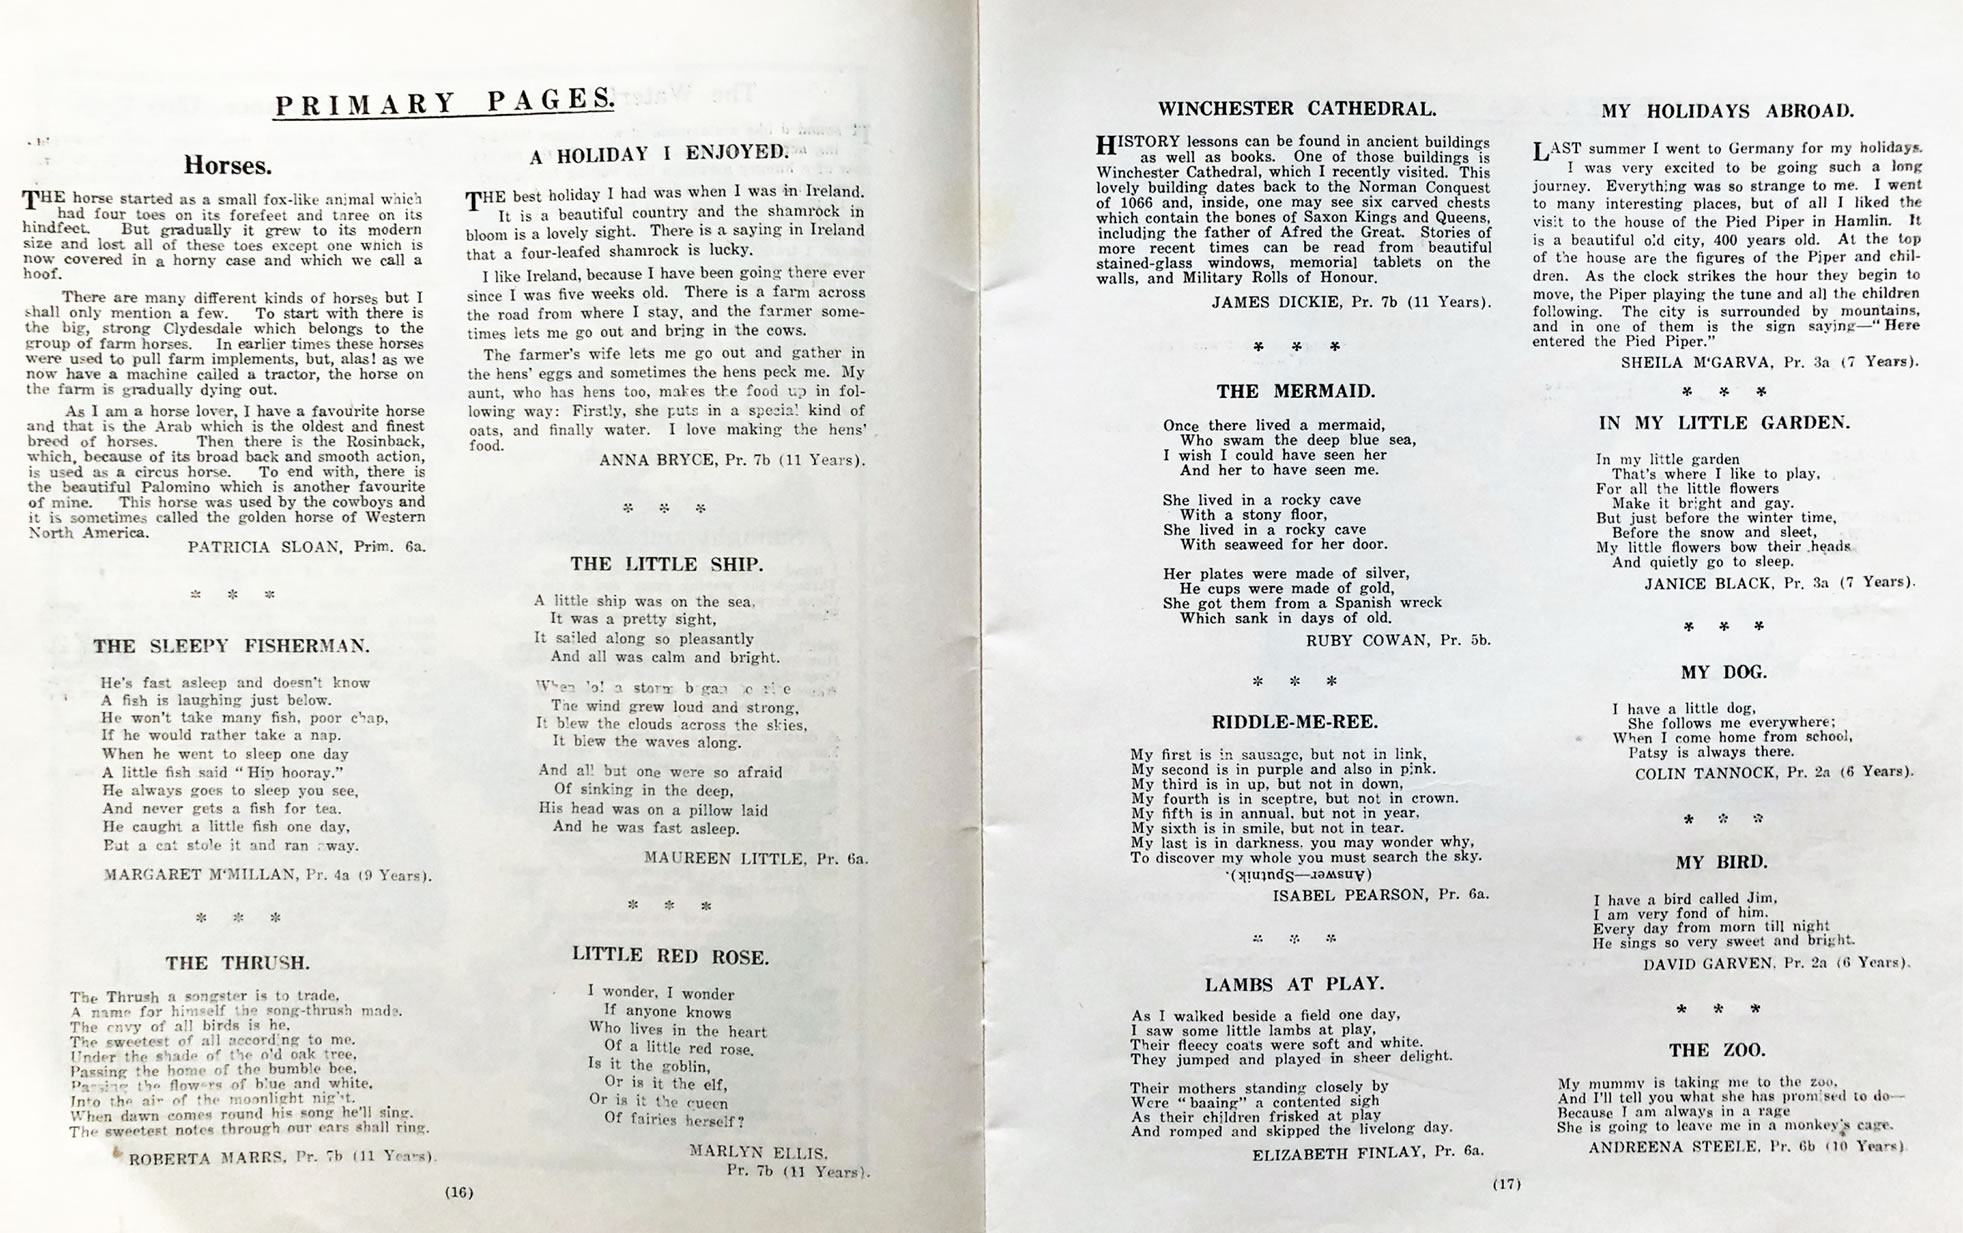 PRIMARY PAGES.
Horses.
THE horse started as a small fox-like animal which
had four toes on its forefeet and three on its
hindfeet. But gradually it grew to its modern
size and lost all of these toes except one which is
now covered in a horny case and which we call a
hoof.
There are many different kinds of horses but I
shall only mention a few. To start with there is
the big, strong Clydesdale which belongs to the
group of farm horses. In earlier times these horses
were used to pull farm implements, but, alas! as we
now have a machine called a tractor, the horse on
the farm is gradually dying out.
As I am a horse lover, I have a favourite horse
and that is the Arab which is the oldest and finest
breed of horses. Then there is the Rosinback,
which, because of its broad back and smooth action,
is used as a circus horse. To end with, there is
the beautiful Palomino which is another favourite
of mine. This horse was used by the cowboys and
it is sometimes called the golden horse of Western
North America.
PATRICIA SLOAN, Prim. 6a.
* * *
THE SLEEPY FISHERMAN.
He's fast asleep and doesn't know
A fish is laughing just below.
He won't take many fish, poor chap,
If he would rather take a nap.
When he went to sleep one day
A little fish said "Hip hooray."
He always goes to sleep you see,
And never gets a fish for tea.
He caught a little fish one day,
But a cat stole it and ran away.
MARGARET M'MILLAN, Pr. 4a (9 Years).
* * *
THE THRUSH.
The Thrush a songster is to trade,
A name for himself the song-thrush made.
The envy of all birds is he,
The sweetest of all according to me.
Under the shade of the old oak tree,
Passing the home of the bumble bee.
Passing the flowers of blue and white,
Into the air of the moonlight night.
When dawn comes round his song he'll sing.
The sweetest notes through our ears shall ring.
ROBERTA MARRS, Pr. 7b (11 Years).
A HOLIDAY I ENJOYED.
THE best holiday I had was when I was in Ireland.
It is a beautiful country and the shamrock in
bloom is a lovely sight. There is a saying in Ireland
that a four-leafed shamrock is lucky.
I like Ireland, because I have been going there ever
since I was five weeks old. There is a farm across
the road from where I stay, and the farmer some-
times lets me go out and bring in the cows.
The farmer's wife lets me go out and gather in
the hens' eggs and sometimes the hens peck me. My
aunt, who has hens too, makes the food up in fol-
lowing way: Firstly, she puts in a special kind of
oats, and finally water. I love making the hens'
food.
ANNA BRYCE, Pr. 7b (11 Years).
* * *
THE LITTLE SHIP.
A little ship was on the sea,
It was a pretty sight,
It sailed along so pleasantly
And all was calm and bright.
When lo! a storm began to rise
The wind grew loud and strong,
It blew the clouds across the skies,
It blew the waves along.
And all but one were so afraid
Of sinking in the deep,
His head was on a pillow laid
And he was fast asleep.
MAUREEN LITTLE, Pr. 6a.
* * *
LITTLE RED ROSE.
I wonder, I wonder
If anyone knows
Who lives in the heart
Of a little red rose.
Is it the goblin,
Or is it the elf,
Or is it the queen
Of fairies herself?
MARLYN ELLIS,
Pr. 7b (11 Years).
(16)
WINCHESTER CATHEDRAL.
HISTORY lessons can be found in ancient buildings
as well as books. One of those buildings is
Winchester Cathedral, which I recently visited. This
lovely building dates back to the Norman Conquest
of 1066 and, inside, one may see six carved chests
which contain the bones of Saxon Kings and Queens,
including the father of Afred the Great. Stories of
more recent times can be read from beautiful
stained-glass windows, memorial tablets on the
walls, and Military Rolls of Honour.
JAMES DICKIE, Pr. 7b (11 Years).
* * *
THE MERMAID.
Once there lived a mermaid,
Who swam the deep blue sea,
I wish I could have seen her
And her to have seen me.
She lived in a rocky cave
With a stony floor,
She lived in a rocky cave
With seaweed for her door.
Her plates were made of silver,
He cups were made of gold,
She got them from a Spanish wreck
Which sank in days of old.
RUBY COWAN, Pr. 5b.
* * *
RIDDLE-ME-REE.
My first is in sausage, but not in link,
My second is in purple and also in pink.
My third is in up, but not in down,
My fourth is in sceptre, but not in crown.
My fifth is in annual, but not in year,
My sixth is in smile, but not in tear.
My last is in darkness, you may wonder why,
To discover my whole you must search the sky.
(Answer—Sputnik).
ISABEL PEARSON, Pr. 6a.
* * *
LAMBS AT PLAY.
As I walked beside a field one day,
I saw some little lambs at play,
Their fleecy coats were soft and white.
They jumped and played in sheer delight.
Their mothers standing closely by
Were "baaing" a contented sigh
As their children frisked at play
And romped and skipped the livelong day.
ELIZABETH FINLAY, Pr. 6a.
MY HOLIDAYS ABROAD.
LAST summer I went to Germany for my holidays.
I was very excited to be going such a long
journey. Everything was so strange to me. I went
to many interesting places, but of all I liked the
visit to the house of the Pied Piper in Hamlin. It
is a beautiful old city, 400 years old. At the top
of the house are the figures of the Piper and chil-
dren. As the clock strikes the hour they begin to
move, the Piper playing the tune and all the children
following. The city is surrounded by mountains,
and in one of them is the sign saying—"Here
entered the Pied Piper."
SHEILA M'GARVA, Pr. 3a (7 Years).
* * *
IN MY LITTLE GARDEN.
In my little garden
That's where I like to play,
For all the little flowers
Make it bright and gay.
But just before the winter time,
Before the snow and sleet,
My little flowers bow their heads
And quietly go to sleep.
JANICE BLACK, Pr. 3a (7 Years).
* * *
MY DOG.
I have a little dog,
She follows me everywhere;
When I come home from school,
Patsy is always there.
COLIN TANNOCK, Pr. 2a (6 Years).
* * *
MY BIRD.
I have a bird called Jim,
I am very fond of him,
Every day from morn till night
He sings so very sweet and bright.
DAVID GARVEN, Pr. 2a (6 Years).
* * *
THE ZOO.
My mummy is taking me to the zoo,
And I'll tell you what she has promised to do—
Because I am always in a rage
She is going to leave me in a monkey's cage.
ANDREENA STEELE, Pr. 6b (10 Years)
(17)